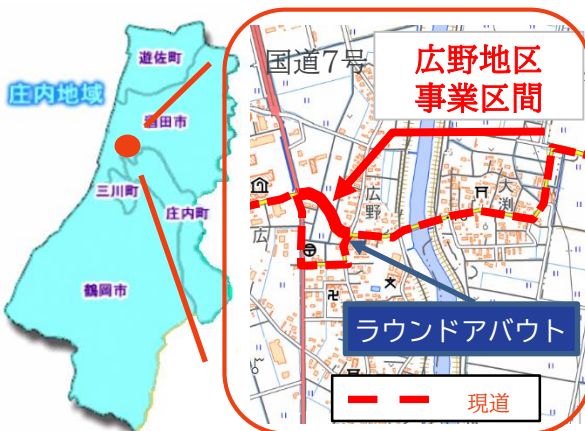 遊佐町
庄内地域
酒田市
三川町
庄内町
鶴岡市
国道7号
広野地区
事業区間
広野
大渕
広
ラウンドアバウト
現道